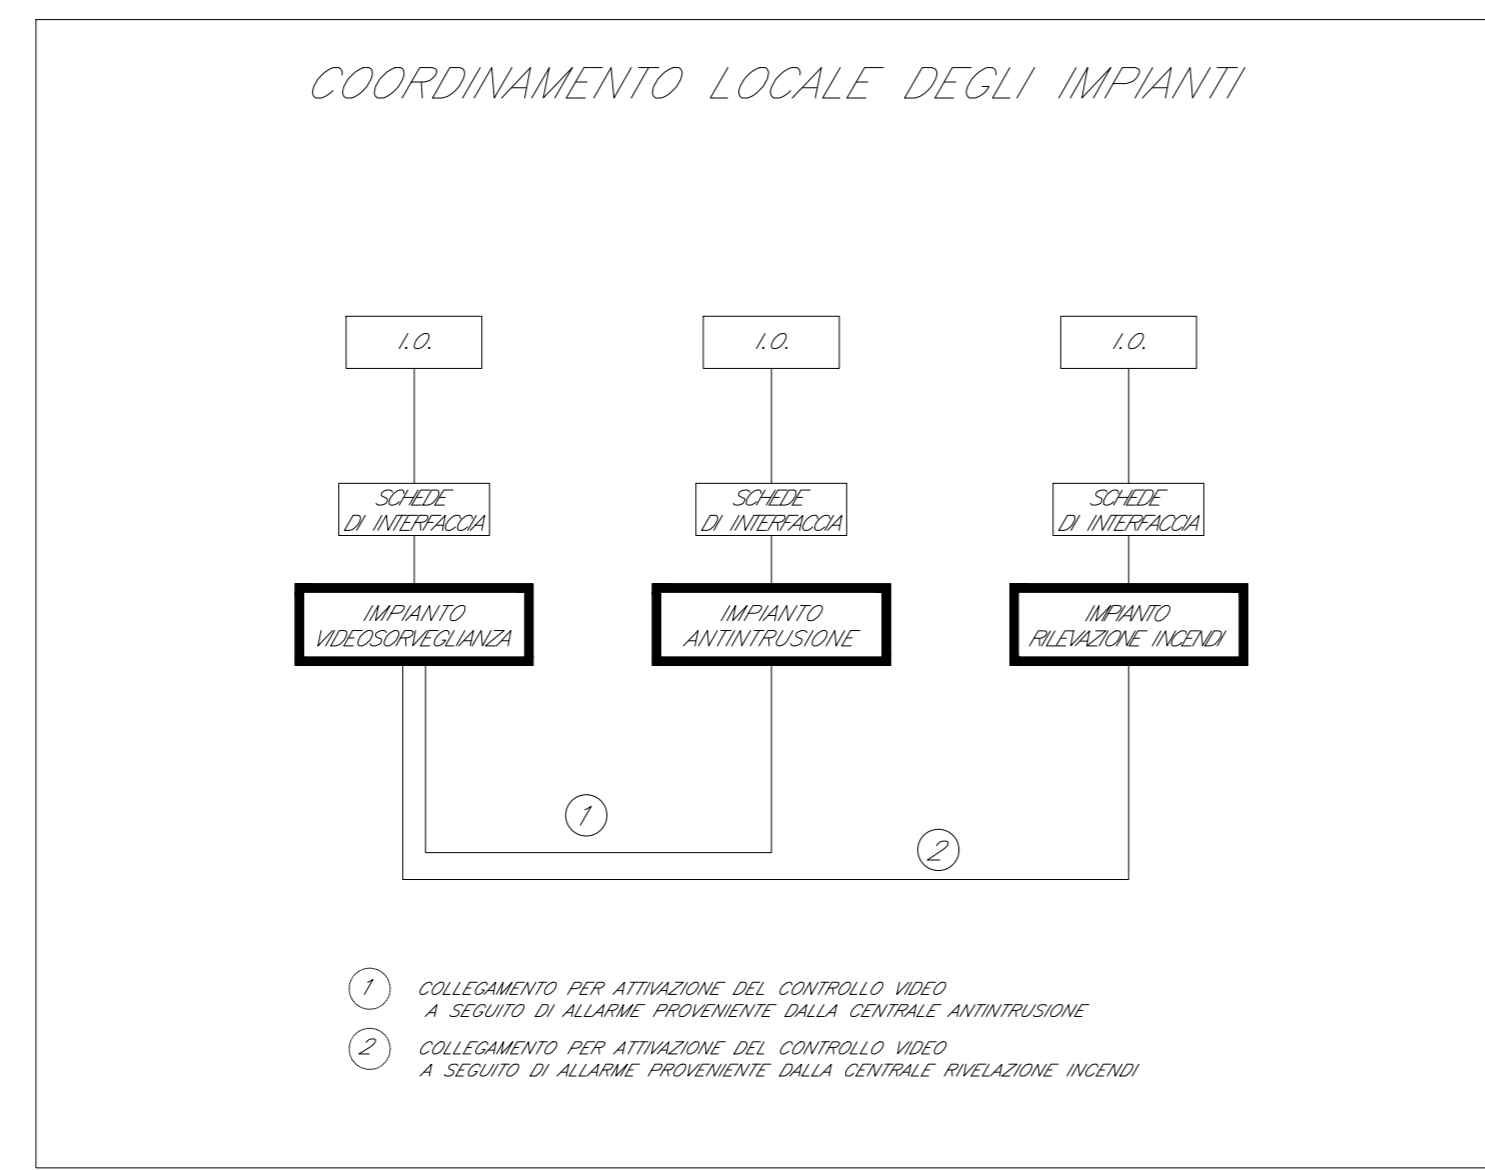 COORDINAMENTO LOCALE DEGLI IMPIANTI
I.O.
I.O.
I.O.
SCHEDE
DI INTERFACCIA
SCHEDE
DI INTERFACCIA
SCHEDE
DI INTERFACCIA
IMPIANTO
VIDEOSORVEGLIANZA
IMPIANTO
ANTINTRUSIONE
IMPIANTO
RILEVAZIONE INCENDI
1
2
1 COLLEGAMENTO PER ATTIVAZIONE DEL CONTROLLO VIDEO
A SEGUITO DI ALLARME PROVENIENTE DALLA CENTRALE ANTINTRUSIONE
2 COLLEGAMENTO PER ATTIVAZIONE DEL CONTROLLO VIDEO
A SEGUITO DI ALLARME PROVENIENTE DALLA CENTRALE RIVELAZIONE INCENDI